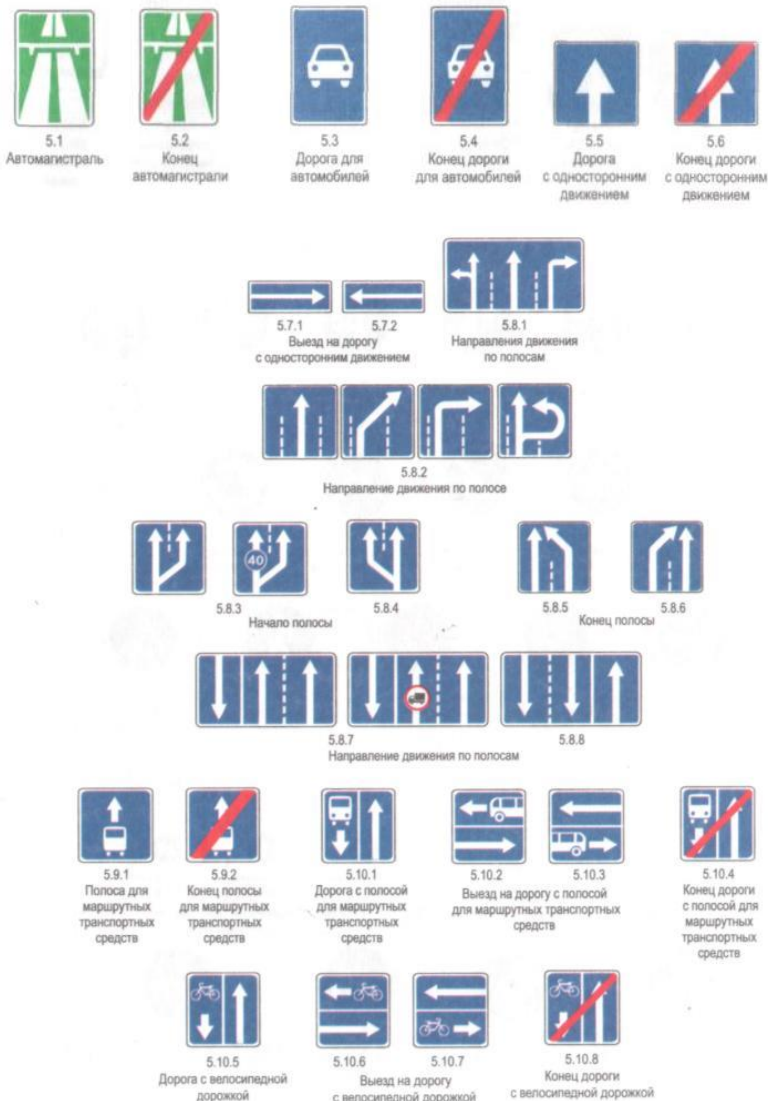 5.1
Автомагистраль
5.2
Конец
автомагистрали
5.3
Дорога для
автомобилей
5.4
Конец дороги
для автомобилей
5.5
Дорога
с односторонним
движением
5.6
Конец дороги
с односторонним
движением
5.7.1 5.7.2
Выезд на дорогу
с односторонним движением
5.8.1
Направления движения
по полосам
5.8.2
Направление движения по полосе
40
5.8.3 5.8.4
Начало полосы
5.8.5 5.8.6
Конец полосы
5.8.7 5.8.8
Направление движения по полосам
5.9.1
Полоса для
маршрутных
транспортных
средств
5.9.2
Конец полосы
для маршрутных
транспортных
средств
5.10.1
Дорога с полосой
для маршрутных
транспортных
средств
5.10.2 5.10.3
Выезд на дорогу с полосой
для маршрутных транспортных
средств
5.10.4
Конец дороги
с полосой для
маршрутных
транспортных
средств
5.10.5
Дорога с велосипедной
дорожкой
5.10.6 5.10.7
Выезд на дорогу
с велосипедной дорожкой
5.10.8
Конец дороги
с велосипедной дорожкой